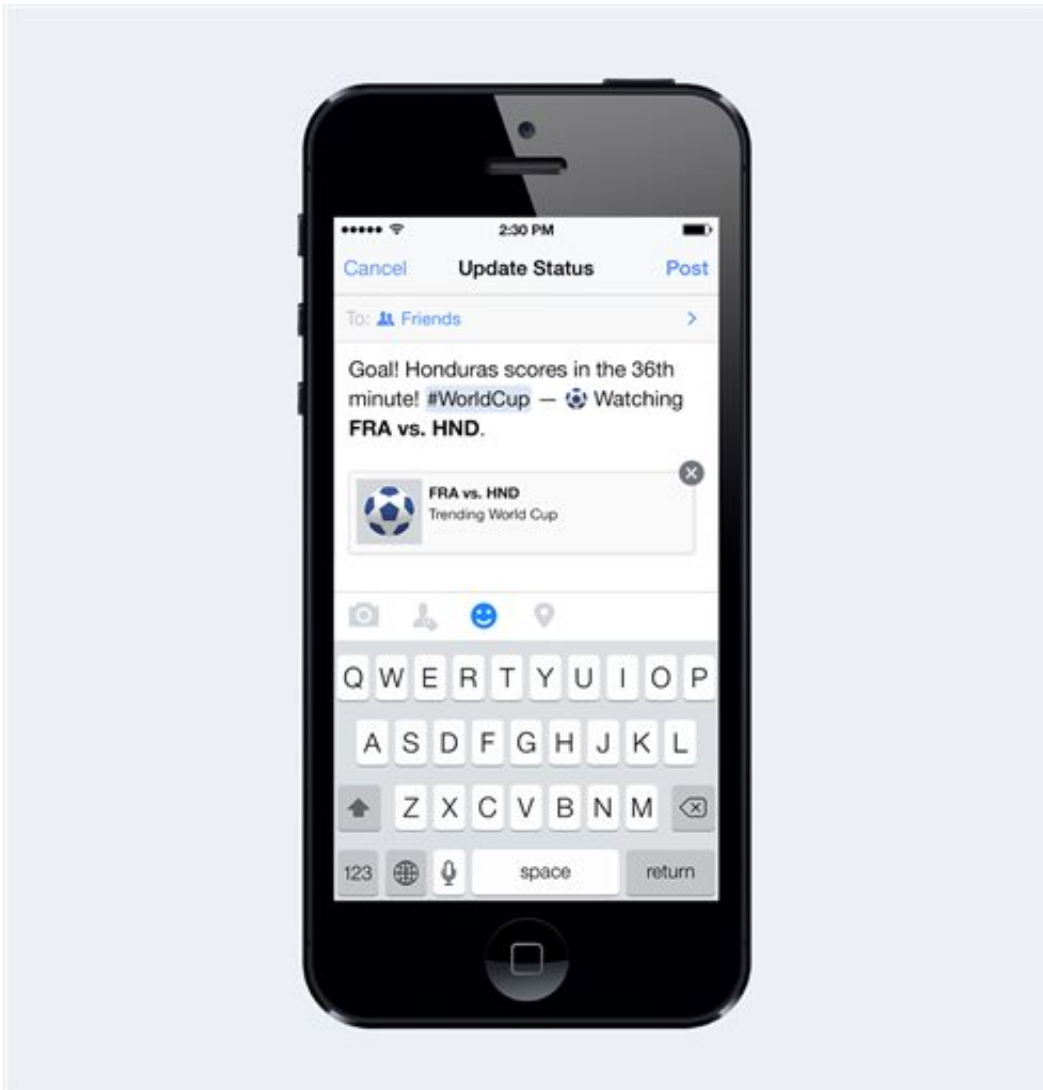 2:30 PM
Cancel Update Status Post
To: Friends
Goal! Honduras scores in the 36th
minute! #WorldCup — Watching
FRA vs. HND.
FRA vs. HND
Trending World Cup
Q W E R T Y U I O P
A S D F G H J K L
Z X C V B N M
123 space return